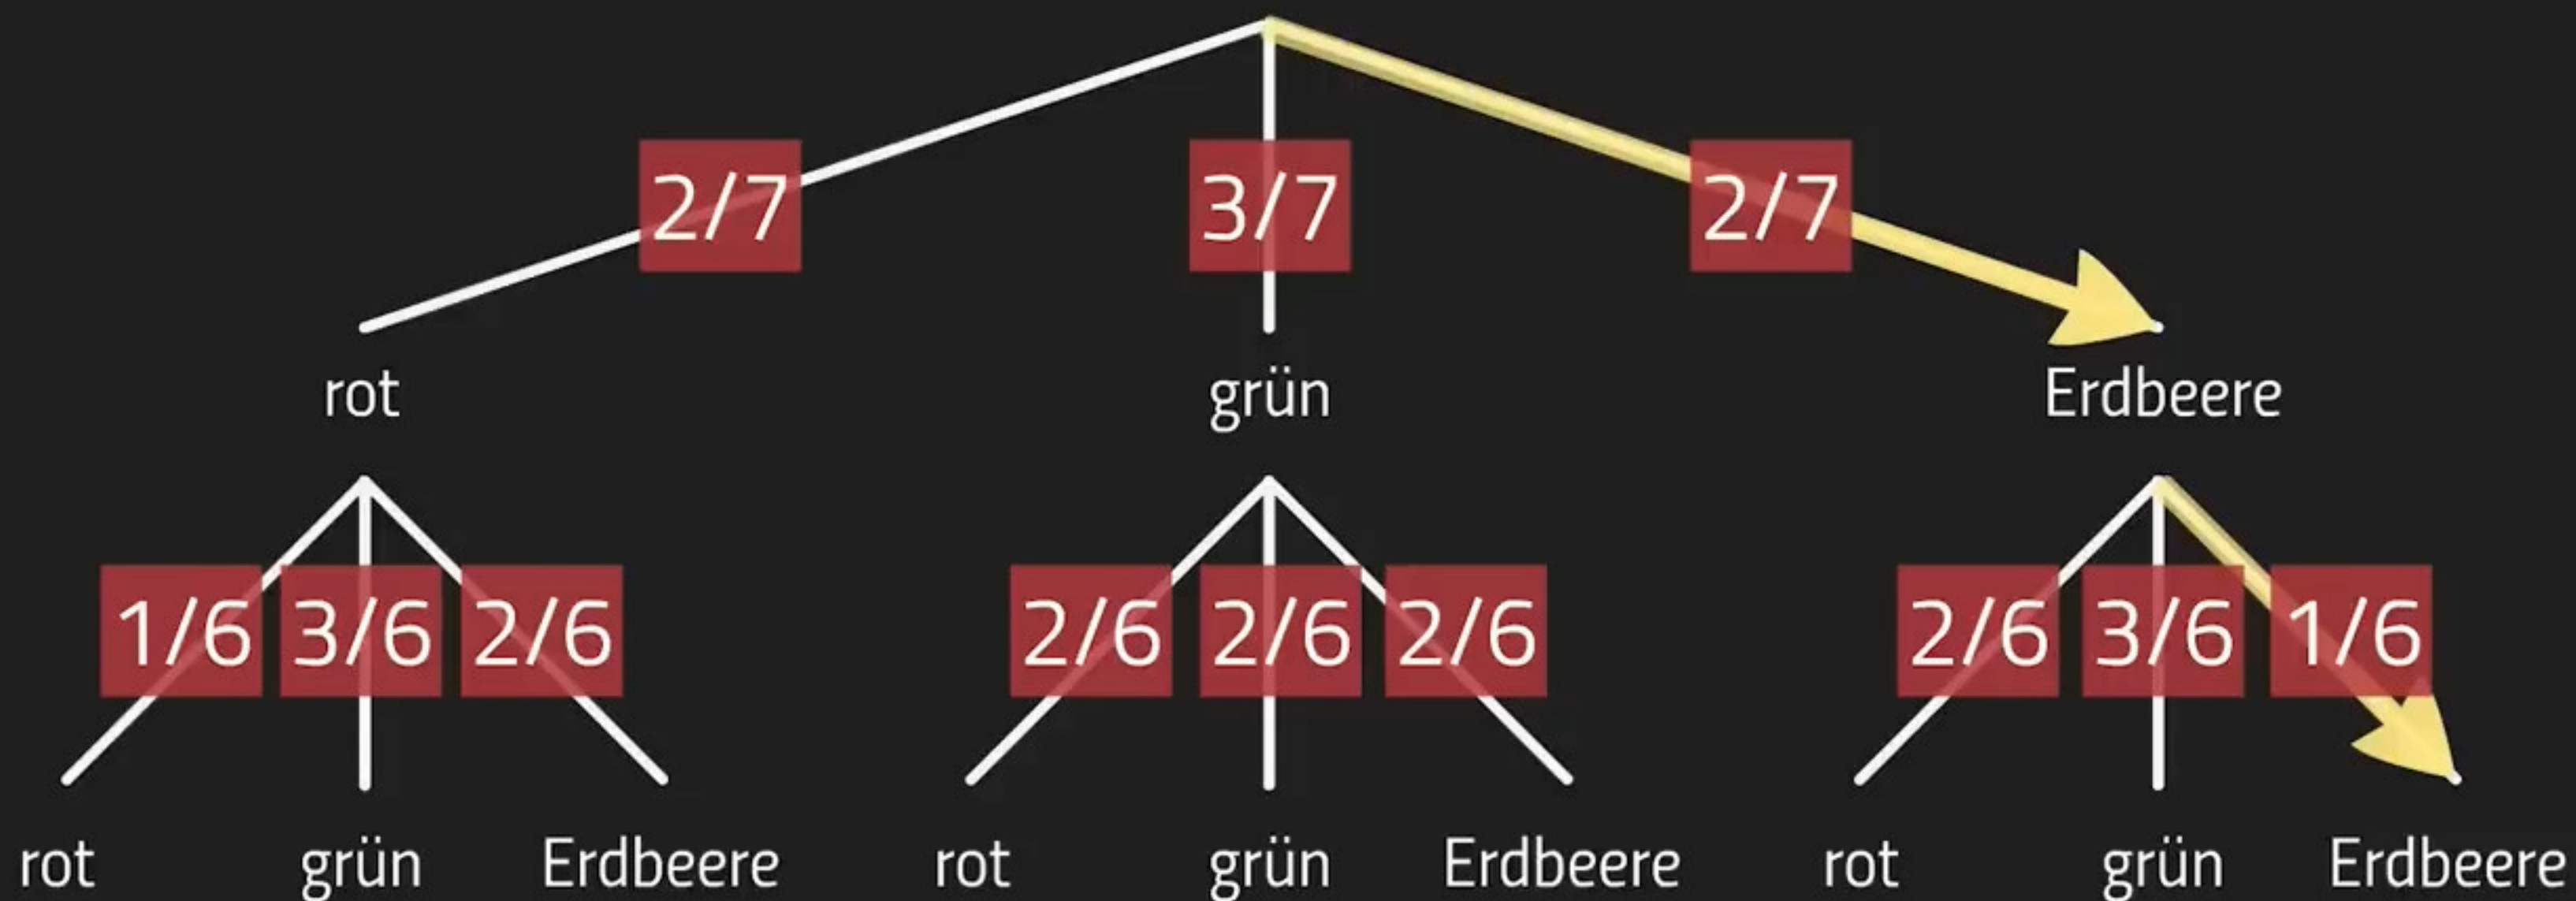 2/7 3/7 2/7
rot grün Erdbeere
1/6 3/6 2/6 2/6 2/6 2/6 2/6 3/6 1/6
rot grün Erdbeere rot grün Erdbeere rot grün Erdbeere